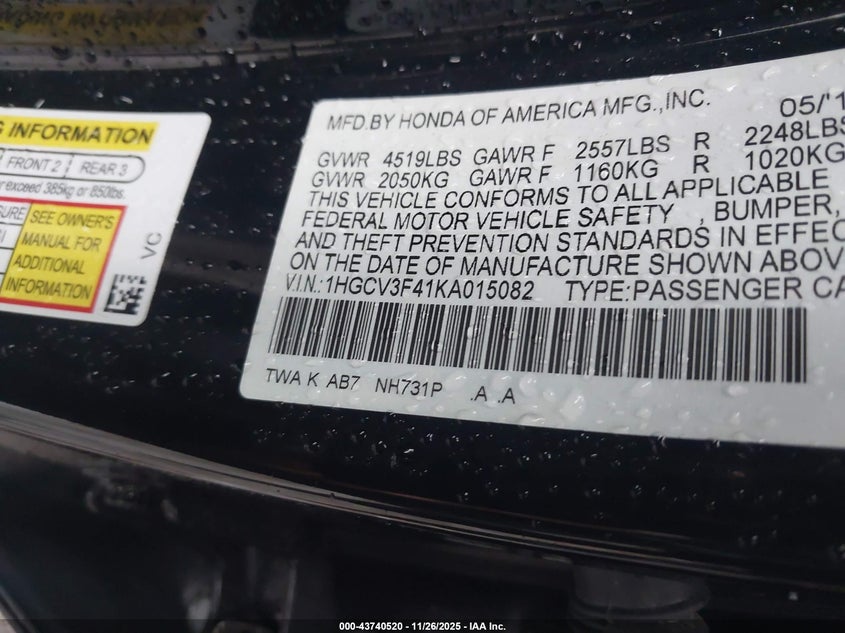 G INFORMATION
FRONT 2 REAR 3
exceed 385kg or 850lbs.
SEE OWNER'S
MANUAL FOR
ADDITIONAL
INFORMATION
VC
MFD.BY HONDA OF AMERICA MFG.,INC. 05/'1
GVWR 4519LBS GAWR F 2557LBS R 2248LBS
GVWR 2050KG GAWR F 1160KG R 1020KG
THIS VEHICLE CONFORMS TO ALL APPLICABLE
FEDERAL MOTOR VEHICLE SAFETY , BUMPER,
AND THEFT PREVENTION STANDARDS IN EFFEC
ON THE DATE OF MANUFACTURE SHOWN ABOV
V.I.N.:1HGCV3F41KA015082 TYPE:PASSENGER CA
TWA K AB7 NH731P .A .A
000-43740520 - 11/26/2025 - IAA Inc.